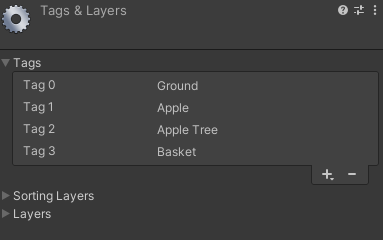 Tags & Layers
Tags
Tag 0 Ground
Tag 1 Apple
Tag 2 Apple Tree
Tag 3 Basket
Sorting Layers
Layers